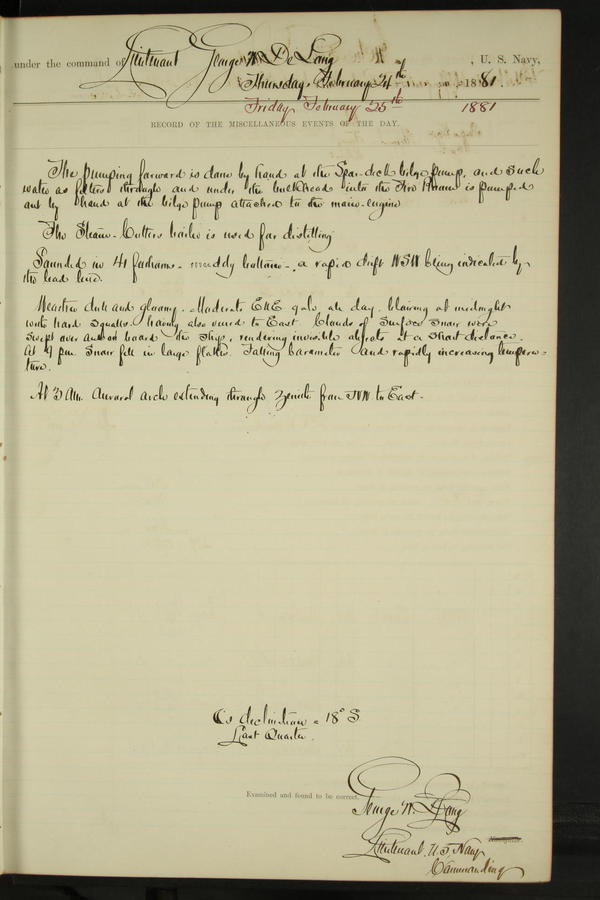 under the command of Lieutenant George W. De Long, U. S. Navy,
Thursday February 24th 1881.
Friday February 25th 1881
RECORD OF THE MISCELLANEOUS EVENTS OF THE DAY.
The pumping forward is done by hand at the Spar-deck bilge pump, and such
water as filters through and under the bulkhead into the Fire Room is pumped
out by hand at the bilge pump attached to the main-engine
The Steam-Cutters boiler is used for distilling
Sounded in 41 fathoms - muddy bottom - a rapid drift WSW being indicated by
the lead line.
Weather dull and gloomy. Moderate ENE gale all day, blowing at midnight
with hard squalls, having also veered to East. Clouds of surface snow were
swept over and on board the ship, rendering invisible objects at a short distance.
At 9 pm snow fell in large flakes. Falling barometer and rapidly increasing tempera-
ture.
At 3 am Auroral arch extending through Zenith from to East.
declination = 18° S
Last Quarter.
Examined and found to be correct.
George W. De Long
Lieutenant U. S. Navy
Commanding